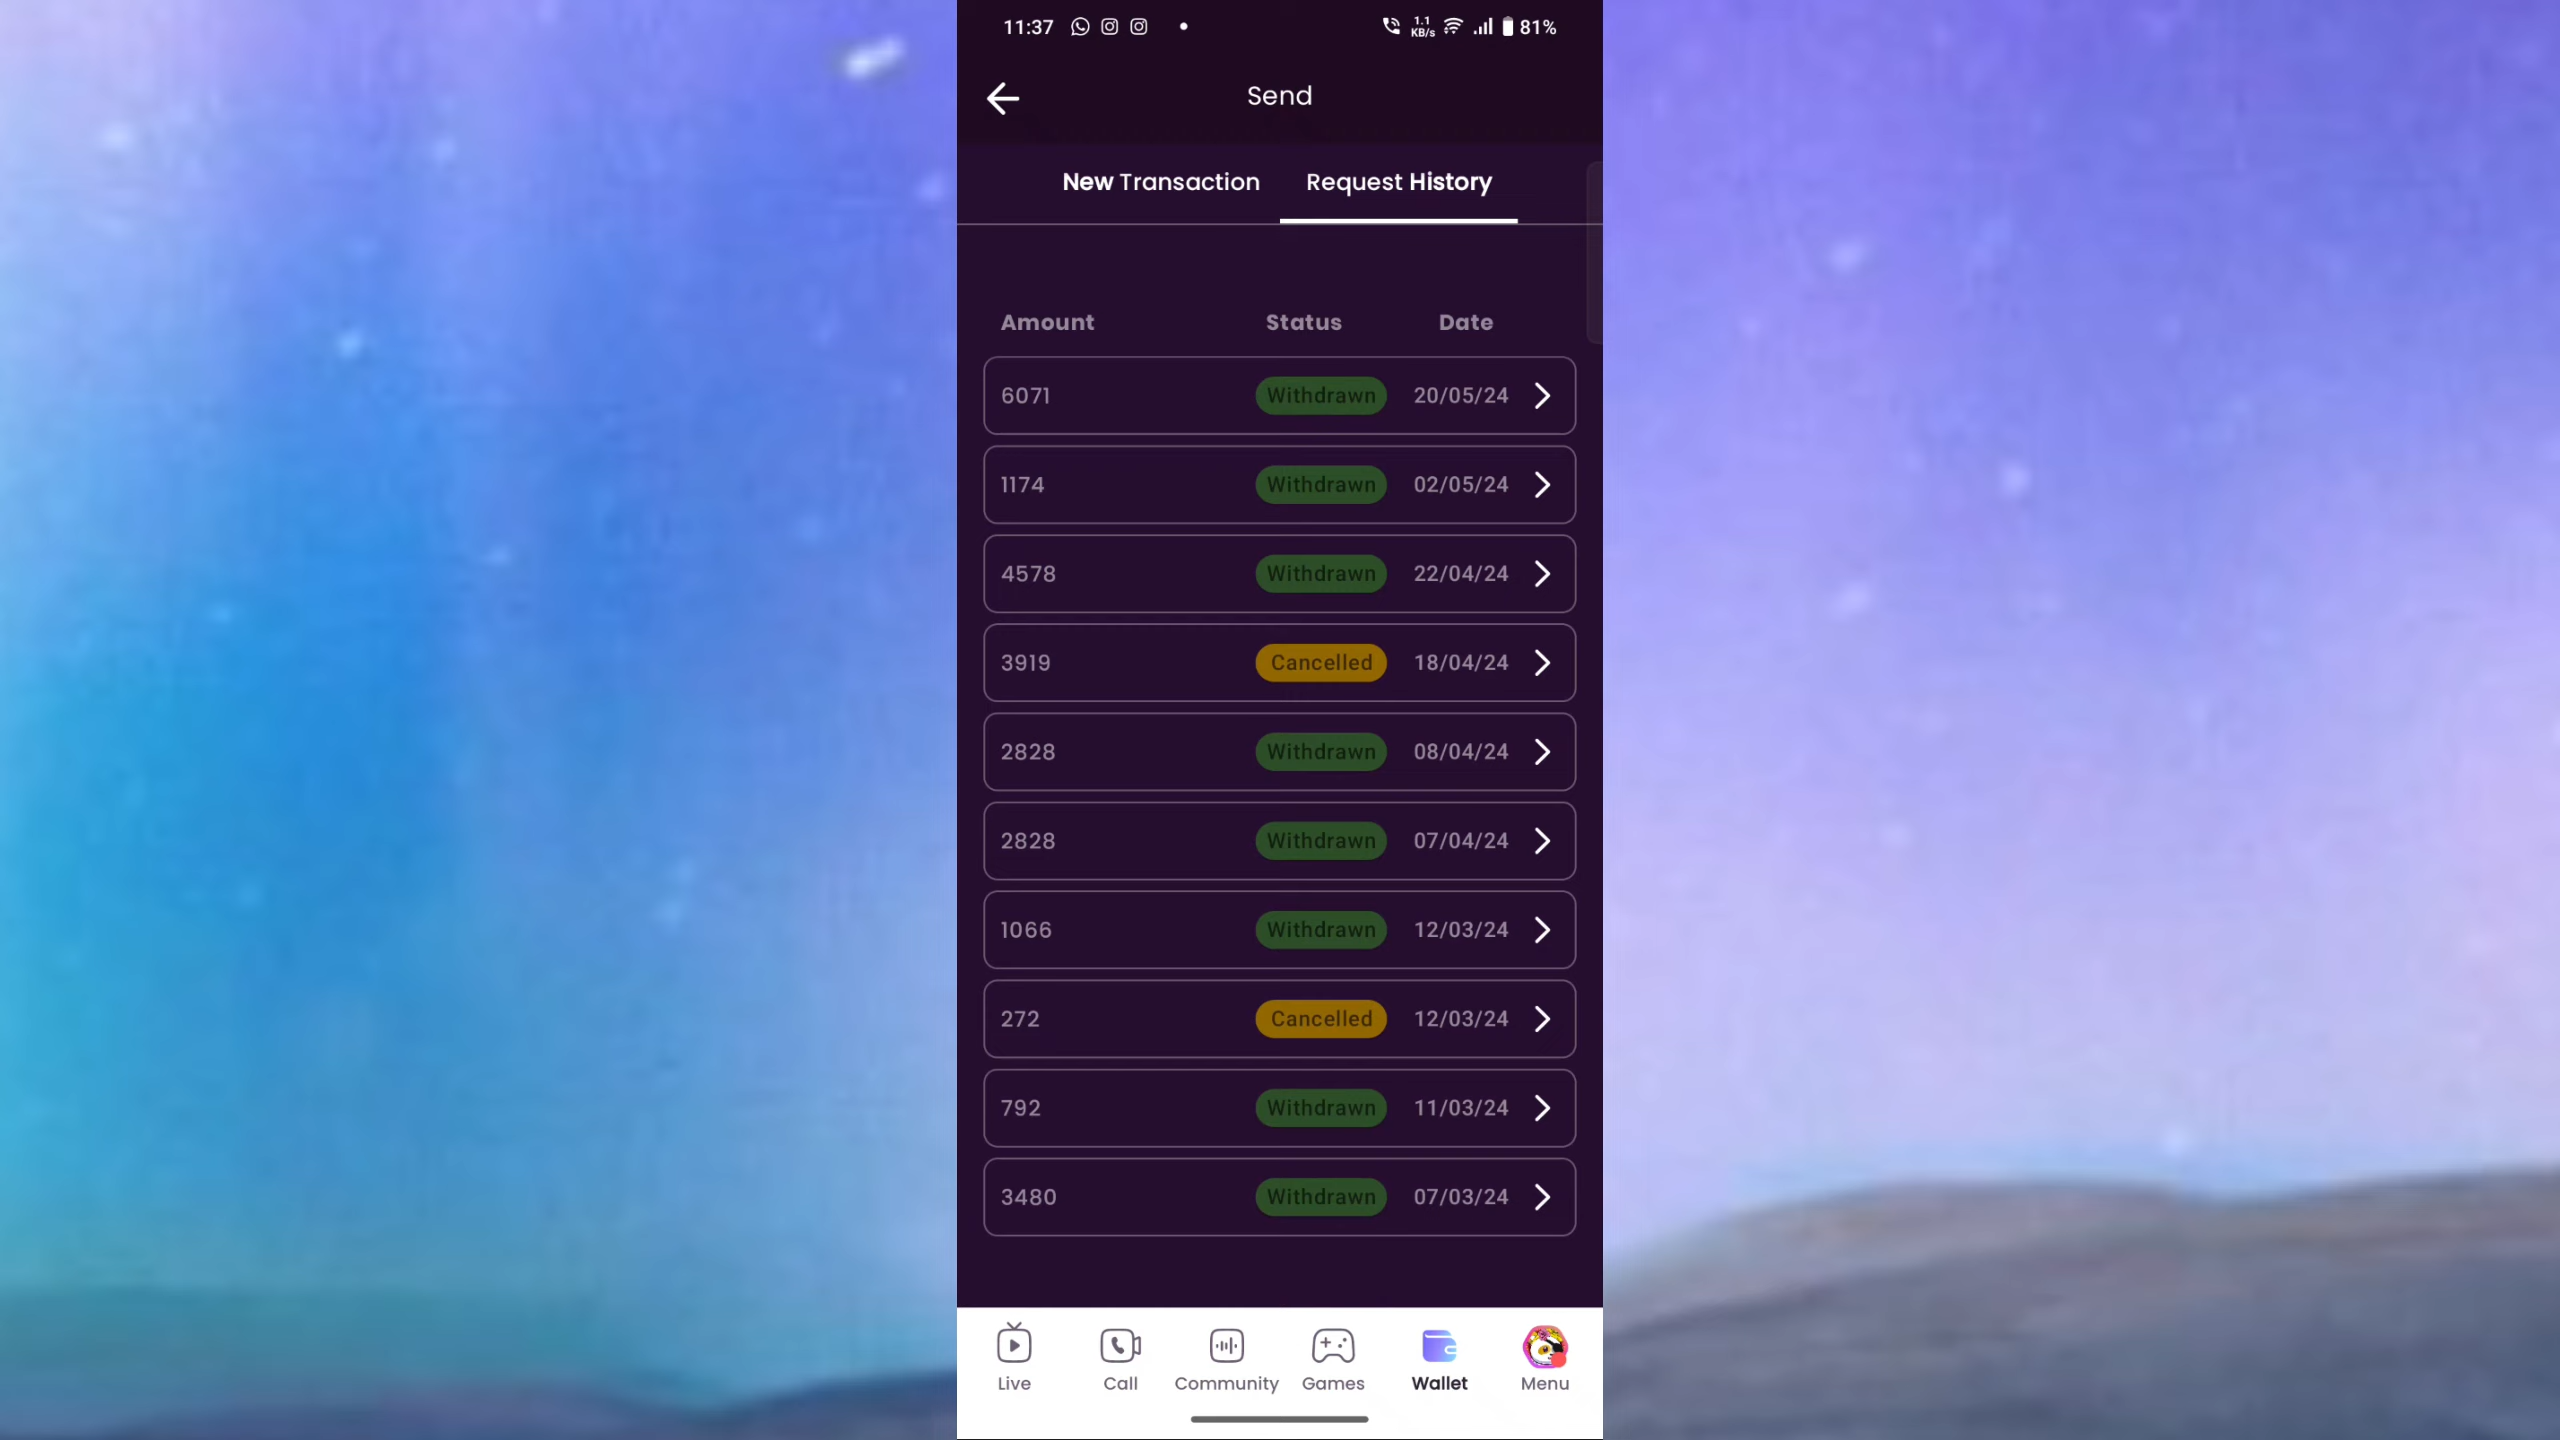 11:37 1.1 KB/s 81%
Send
New Transaction Request History
Amount Status Date
6071 Withdrawn 20/05/24
1174 Withdrawn 02/05/24
4578 Withdrawn 22/04/24
3919 Cancelled 18/04/24
2828 Withdrawn 08/04/24
2828 Withdrawn 07/04/24
1066 Withdrawn 12/03/24
272 Cancelled 12/03/24
792 Withdrawn 11/03/24
3480 Withdrawn 07/03/24
Live Call Community Games Wallet Menu